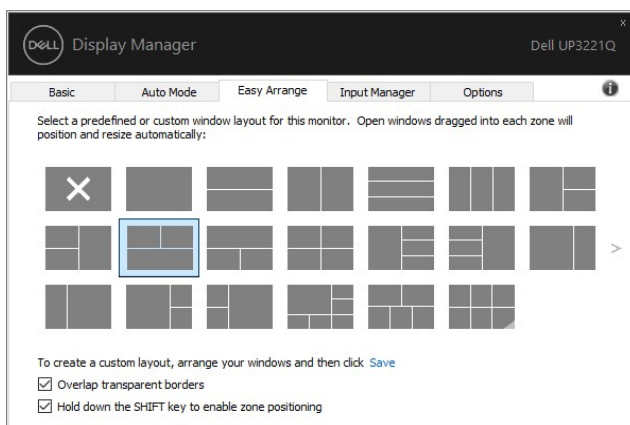 x
DELL Display Manager Dell UP3221Q
Basic Auto Mode Easy Arrange Input Manager Options
Select a predefined or custom window layout for this monitor. Open windows dragged into each zone will
position and resize automatically:
To create a custom layout, arrange your windows and then click Save
Overlap transparent borders
Hold down the SHIFT key to enable zone positioning